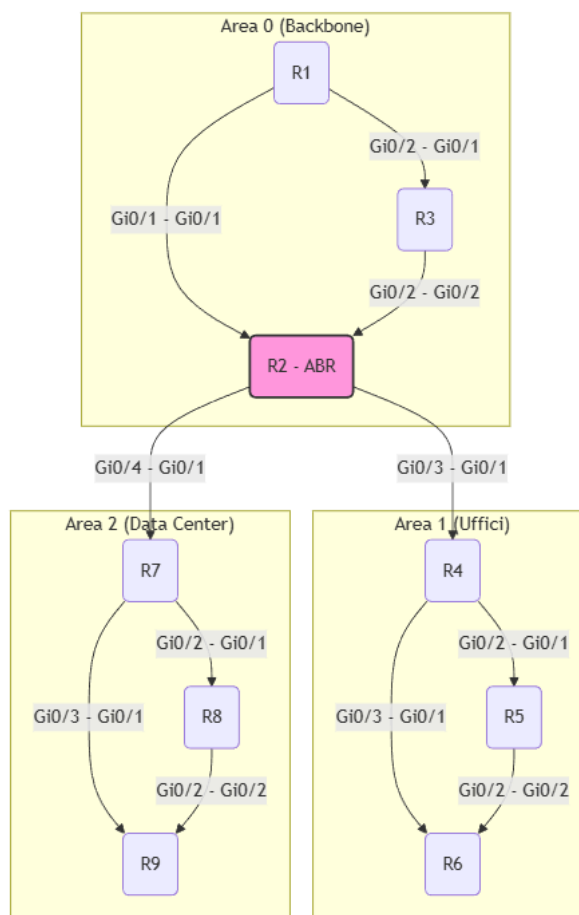 Area 0 (Backbone)
R1
Gi0/2 - Gi0/1
Gi0/1 - Gi0/1
R3
Gi0/2 - Gi0/2
R2 - ABR
Gi0/4 - Gi0/1
Gi0/3 - Gi0/1
Area 2 (Data Center)
R7
Gi0/2 - Gi0/1
Gi0/3 - Gi0/1
R8
Gi0/2 - Gi0/2
R9
Area 1 (Uffici)
R4
Gi0/2 - Gi0/1
Gi0/3 - Gi0/1
R5
Gi0/2 - Gi0/2
R6